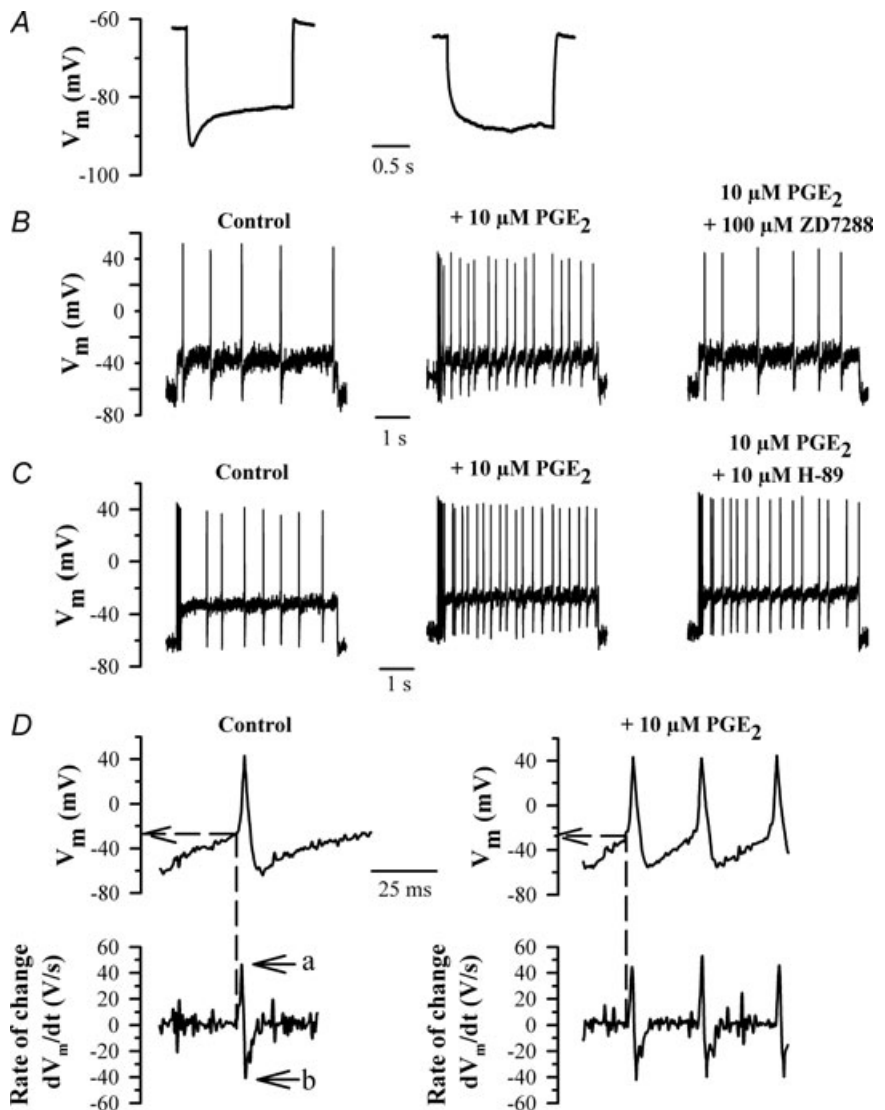 A
V_m (mV)
-60
-80
-100
0.5 s
B
Control
+ 10 µM PGE₂
10 µM PGE₂
+ 100 µM ZD7288
V_m (mV)
40
0
-40
-80
1 s
C
Control
+ 10 µM PGE₂
10 µM PGE₂
+ 10 µM H-89
V_m (mV)
40
0
-40
-80
1 s
D
Control
+ 10 µM PGE₂
V_m (mV)
40
0
-40
-80
25 ms
V_m (mV)
40
0
-40
-80
Rate of change
dV_m/dt (V/s)
60
40
20
0
-20
-40
-60
a
b
Rate of change
dV_m/dt (V/s)
60
40
20
0
-20
-40
-60